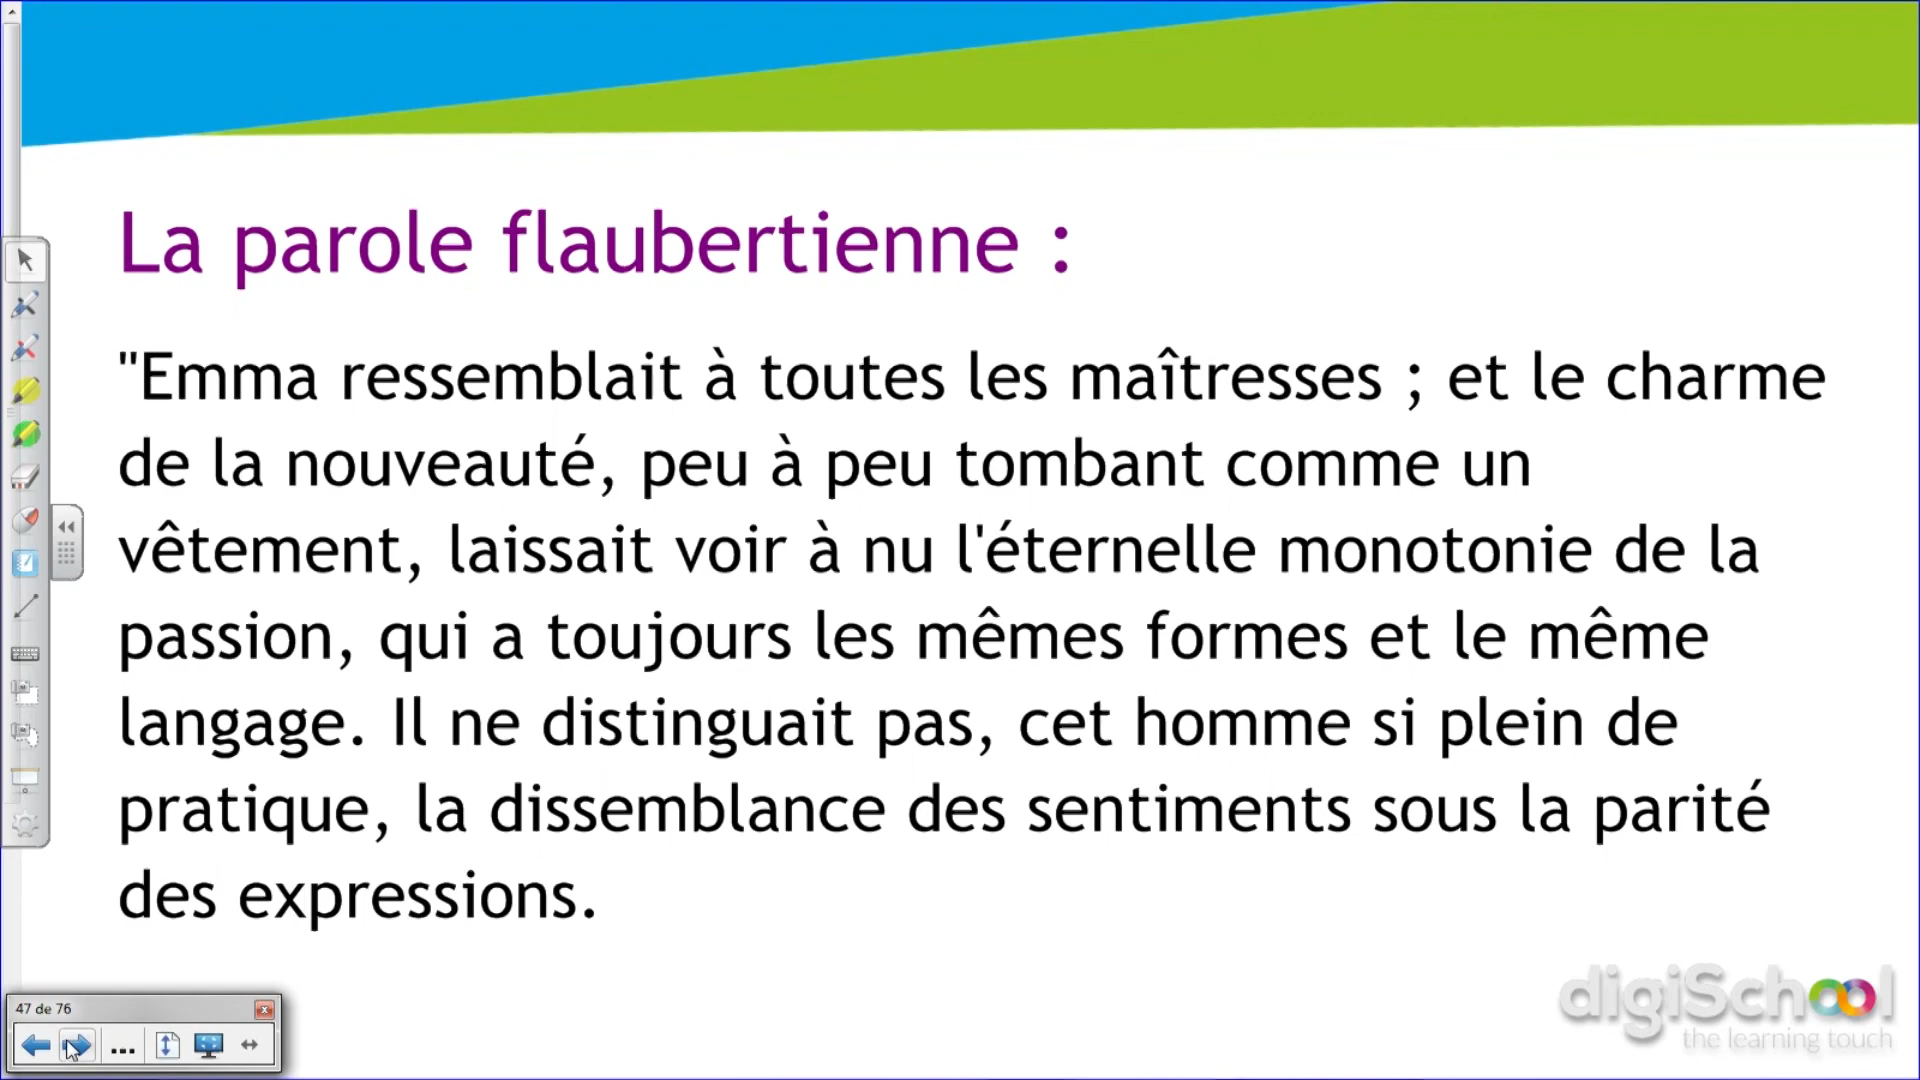 La parole flaubertienne :
"Emma ressemblait à toutes les maîtresses ; et le charme
de la nouveauté, peu à peu tombant comme un
vêtement, laissait voir à nu l'éternelle monotonie de la
passion, qui a toujours les mêmes formes et le même
langage. Il ne distinguait pas, cet homme si plein de
pratique, la dissemblance des sentiments sous la parité
des expressions.
47 de 76
digiSchool
the learning touch